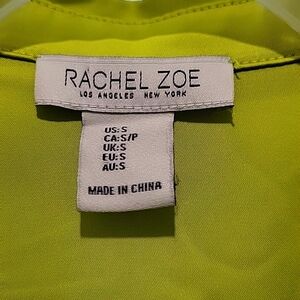 RACHEL ZOE
LOS ANGELES NEW YORK
US:S
CA:S/P
UK:S
EU:S
AU:S
MADE IN CHINA